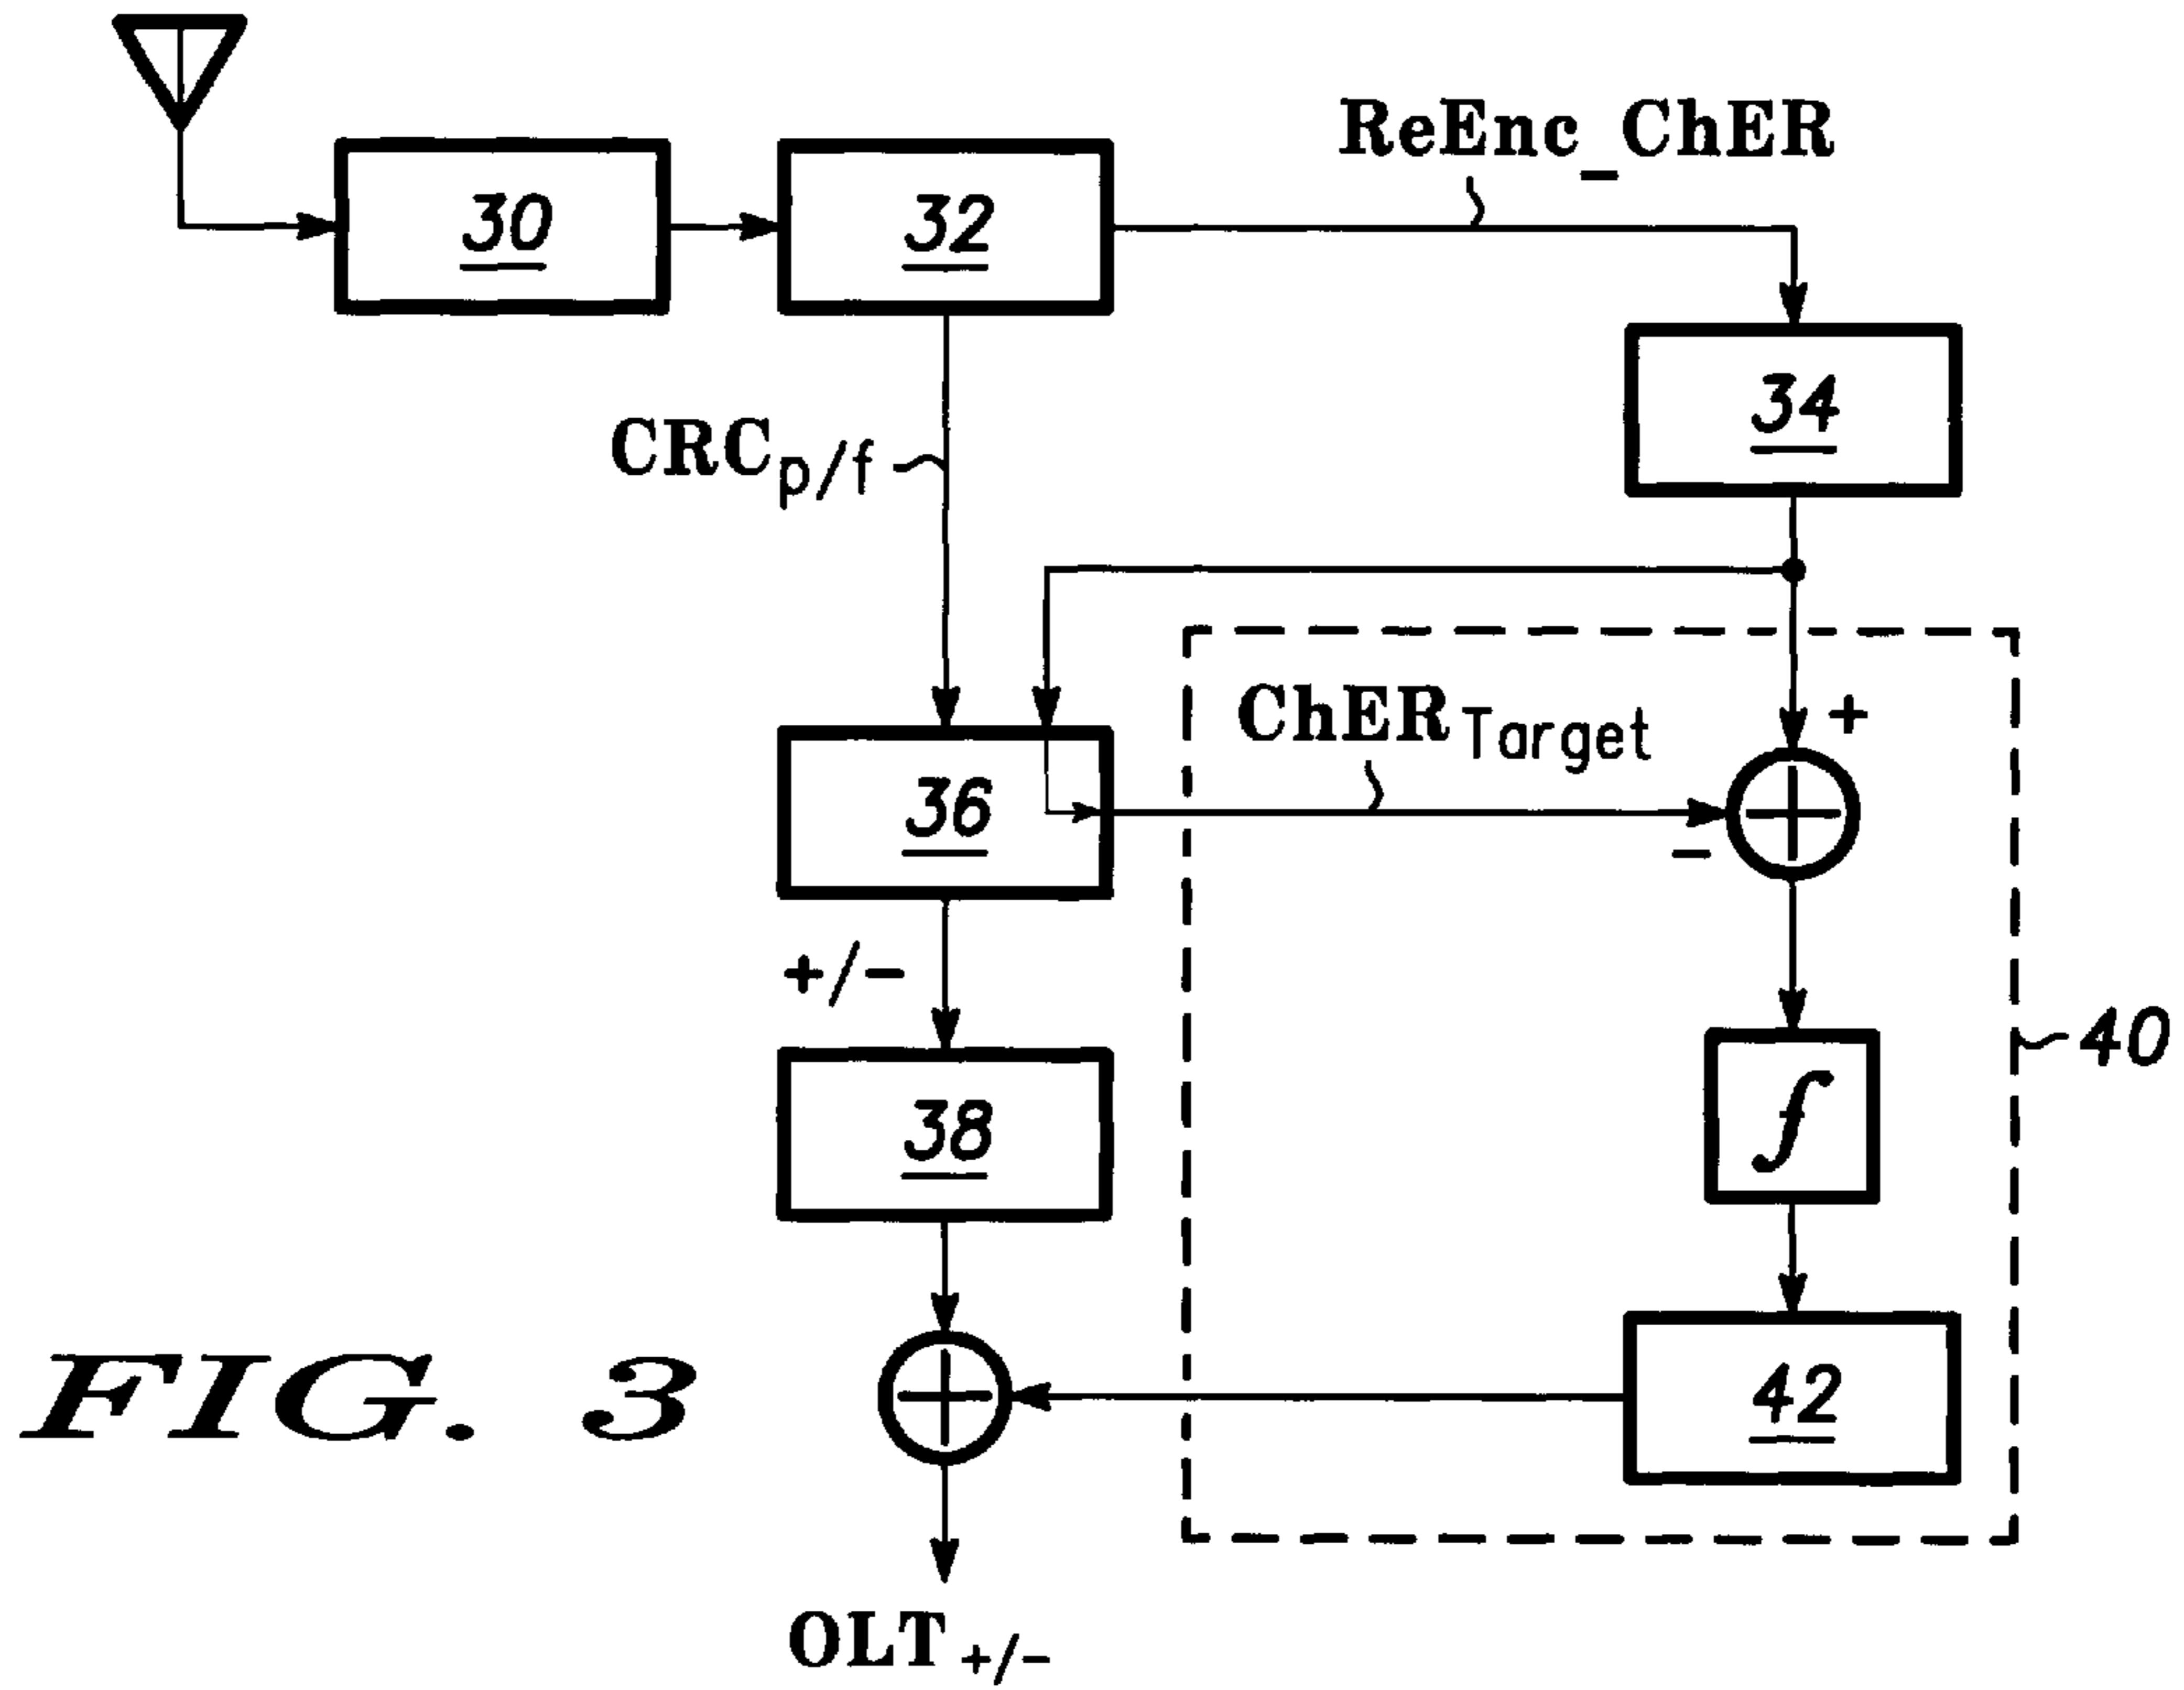 ReEnc_ChER
30
32
34
CRCp/f
ChERTarget
+
36
−
+/−
40
38
∫
FIG. 3
42
OLT+/−